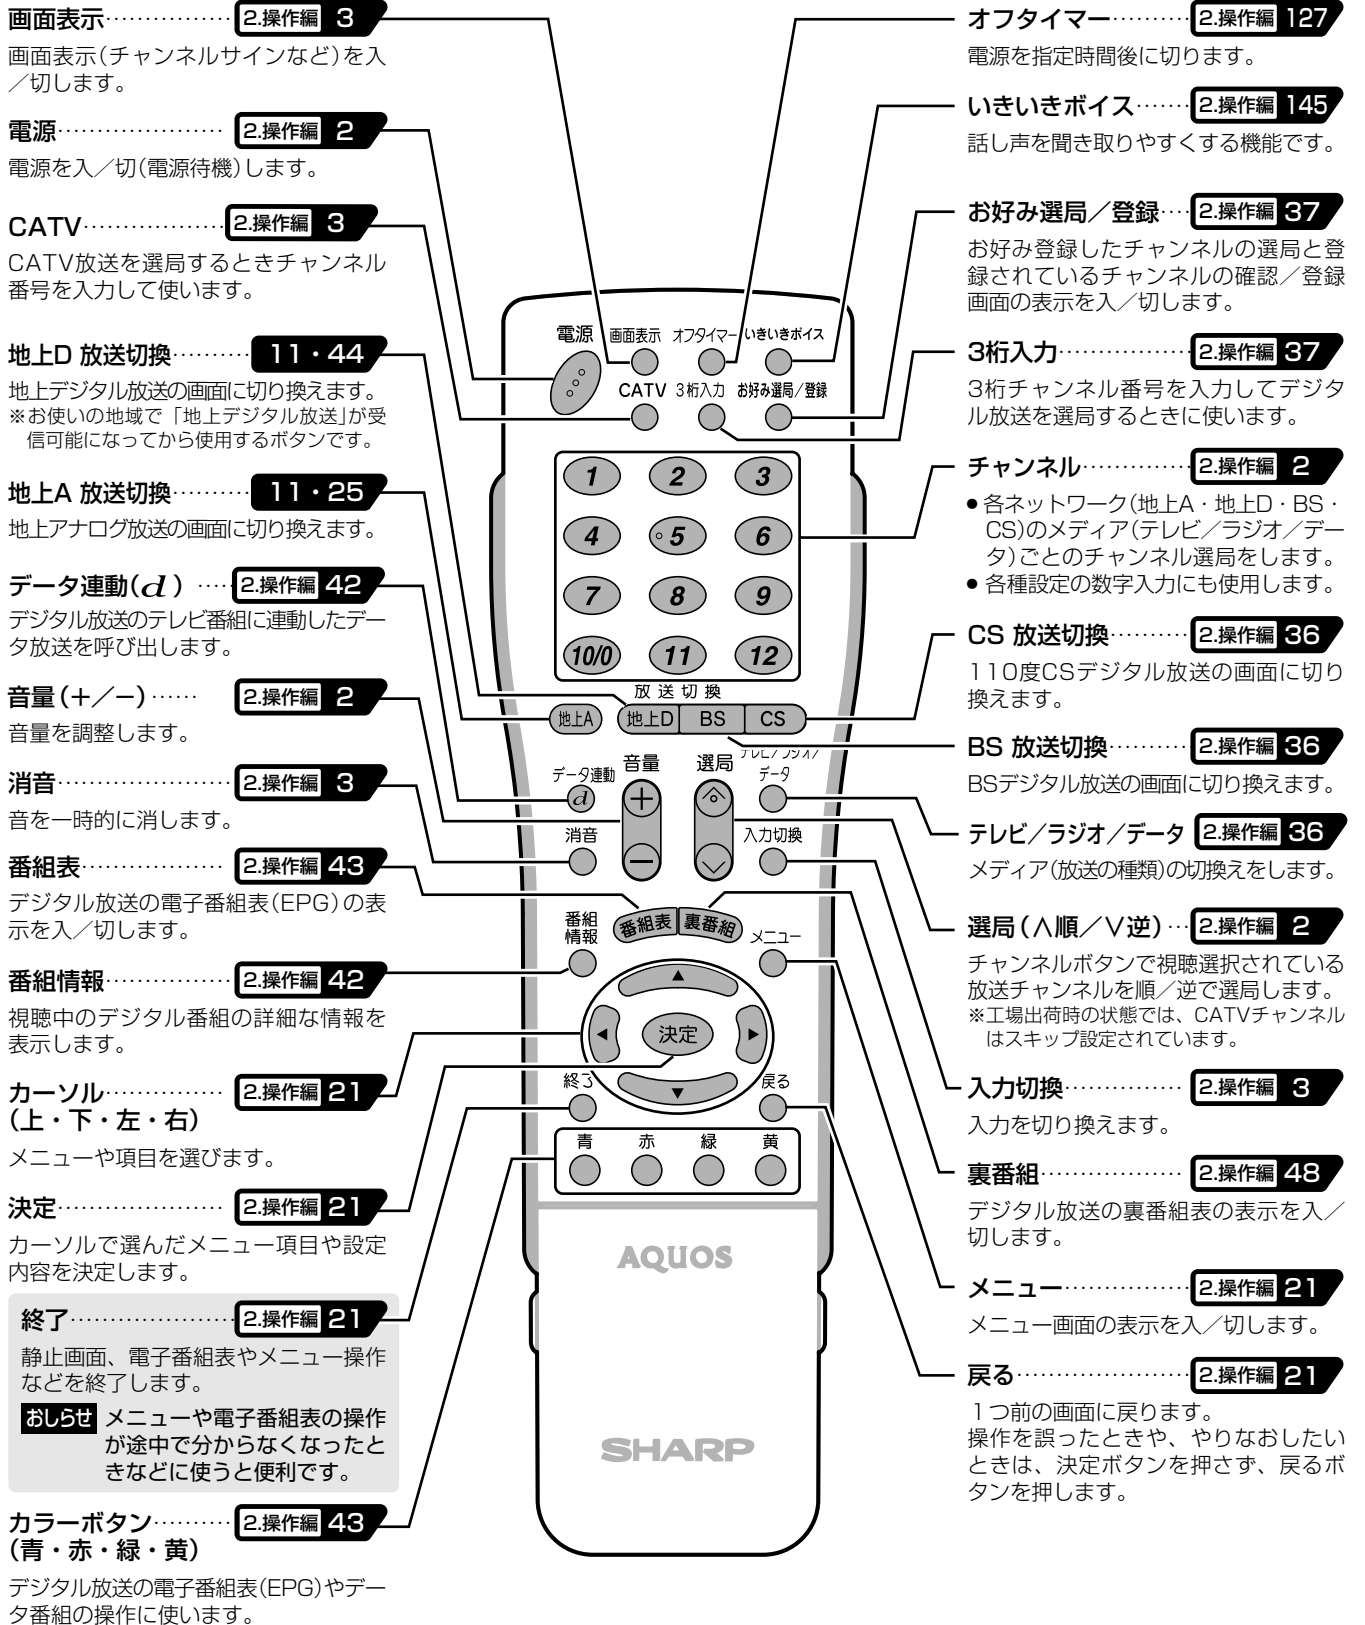 画面表示 2.操作編 3
画面表示(チャンネルサインなど)を入
／切します。
電源 2.操作編 2
電源を入／切(電源待機)します。
CATV 2.操作編 3
CATV放送を選局するときチャンネル
番号を入力して使います。
地上D 放送切換 11・44
地上デジタル放送の画面に切り換えます。
※お使いの地域で「地上デジタル放送」が受
信可能になってから使用するボタンです。
地上A 放送切換 11・25
地上アナログ放送の画面に切り換えます。
データ連動(d) 2.操作編 42
デジタル放送のテレビ番組に連動したデー
タ放送を呼び出します。
音量(＋／－) 2.操作編 2
音量を調整します。
消音 2.操作編 3
音を一時的に消します。
番組表 2.操作編 43
デジタル放送の電子番組表(EPG)の表
示を入／切します。
番組情報 2.操作編 42
視聴中のデジタル番組の詳細な情報を
表示します。
カーソル 2.操作編 21
(上・下・左・右)
メニューや項目を選びます。
決定 2.操作編 21
カーソルで選んだメニュー項目や設定
内容を決定します。
終了 2.操作編 21
静止画面、電子番組表やメニュー操作
などを終了します。
おしらせ メニューや電子番組表の操作
が途中で分からなくなったと
きなどに使うと便利です。
カラーボタン 2.操作編 43
(青・赤・緑・黄)
デジタル放送の電子番組表(EPG)やデー
タ番組の操作に使います。
電源 画面表示 オフタイマー いきいきボイス
CATV 3桁入力 お好み選局／登録
1 2 3
4 5 6
7 8 9
10/0 11 12
放送切換
地上A 地上D BS CS
データ連動 音量 選局 テレビ／ラジオ／
データ
d ＋
消音 入力切換
－
番組
情報 番組表 裏番組 メニュー
▲
◀ 決定 ▶
▼
終了 戻る
青 赤 緑 黄
AQUOS
SHARP
オフタイマー 2.操作編 127
電源を指定時間後に切ります。
いきいきボイス 2.操作編 145
話し声を聞き取りやすくする機能です。
お好み選局／登録 2.操作編 37
お好み登録したチャンネルの選局と登
録されているチャンネルの確認／登録
画面の表示を入／切します。
3桁入力 2.操作編 37
3桁チャンネル番号を入力してデジタ
ル放送を選局するときに使います。
チャンネル 2.操作編 2
●各ネットワーク(地上A・地上D・BS・
CS)のメディア(テレビ／ラジオ／デー
タ)ごとのチャンネル選局をします。
●各種設定の数字入力にも使用します。
CS 放送切換 2.操作編 36
110度CSデジタル放送の画面に切り
換えます。
BS 放送切換 2.操作編 36
BSデジタル放送の画面に切り換えます。
テレビ／ラジオ／データ 2.操作編 36
メディア(放送の種類)の切換えをします。
選局(∧順／∨逆) 2.操作編 2
チャンネルボタンで視聴選択されている
放送チャンネルを順／逆で選局します。
※工場出荷時の状態では、CATVチャンネル
はスキップ設定されています。
入力切換 2.操作編 3
入力を切り換えます。
裏番組 2.操作編 48
デジタル放送の裏番組表の表示を入／
切します。
メニュー 2.操作編 21
メニュー画面の表示を入／切します。
戻る 2.操作編 21
1つ前の画面に戻ります。
操作を誤ったときや、やりなおしたい
ときは、決定ボタンを押さず、戻るボ
タンを押します。